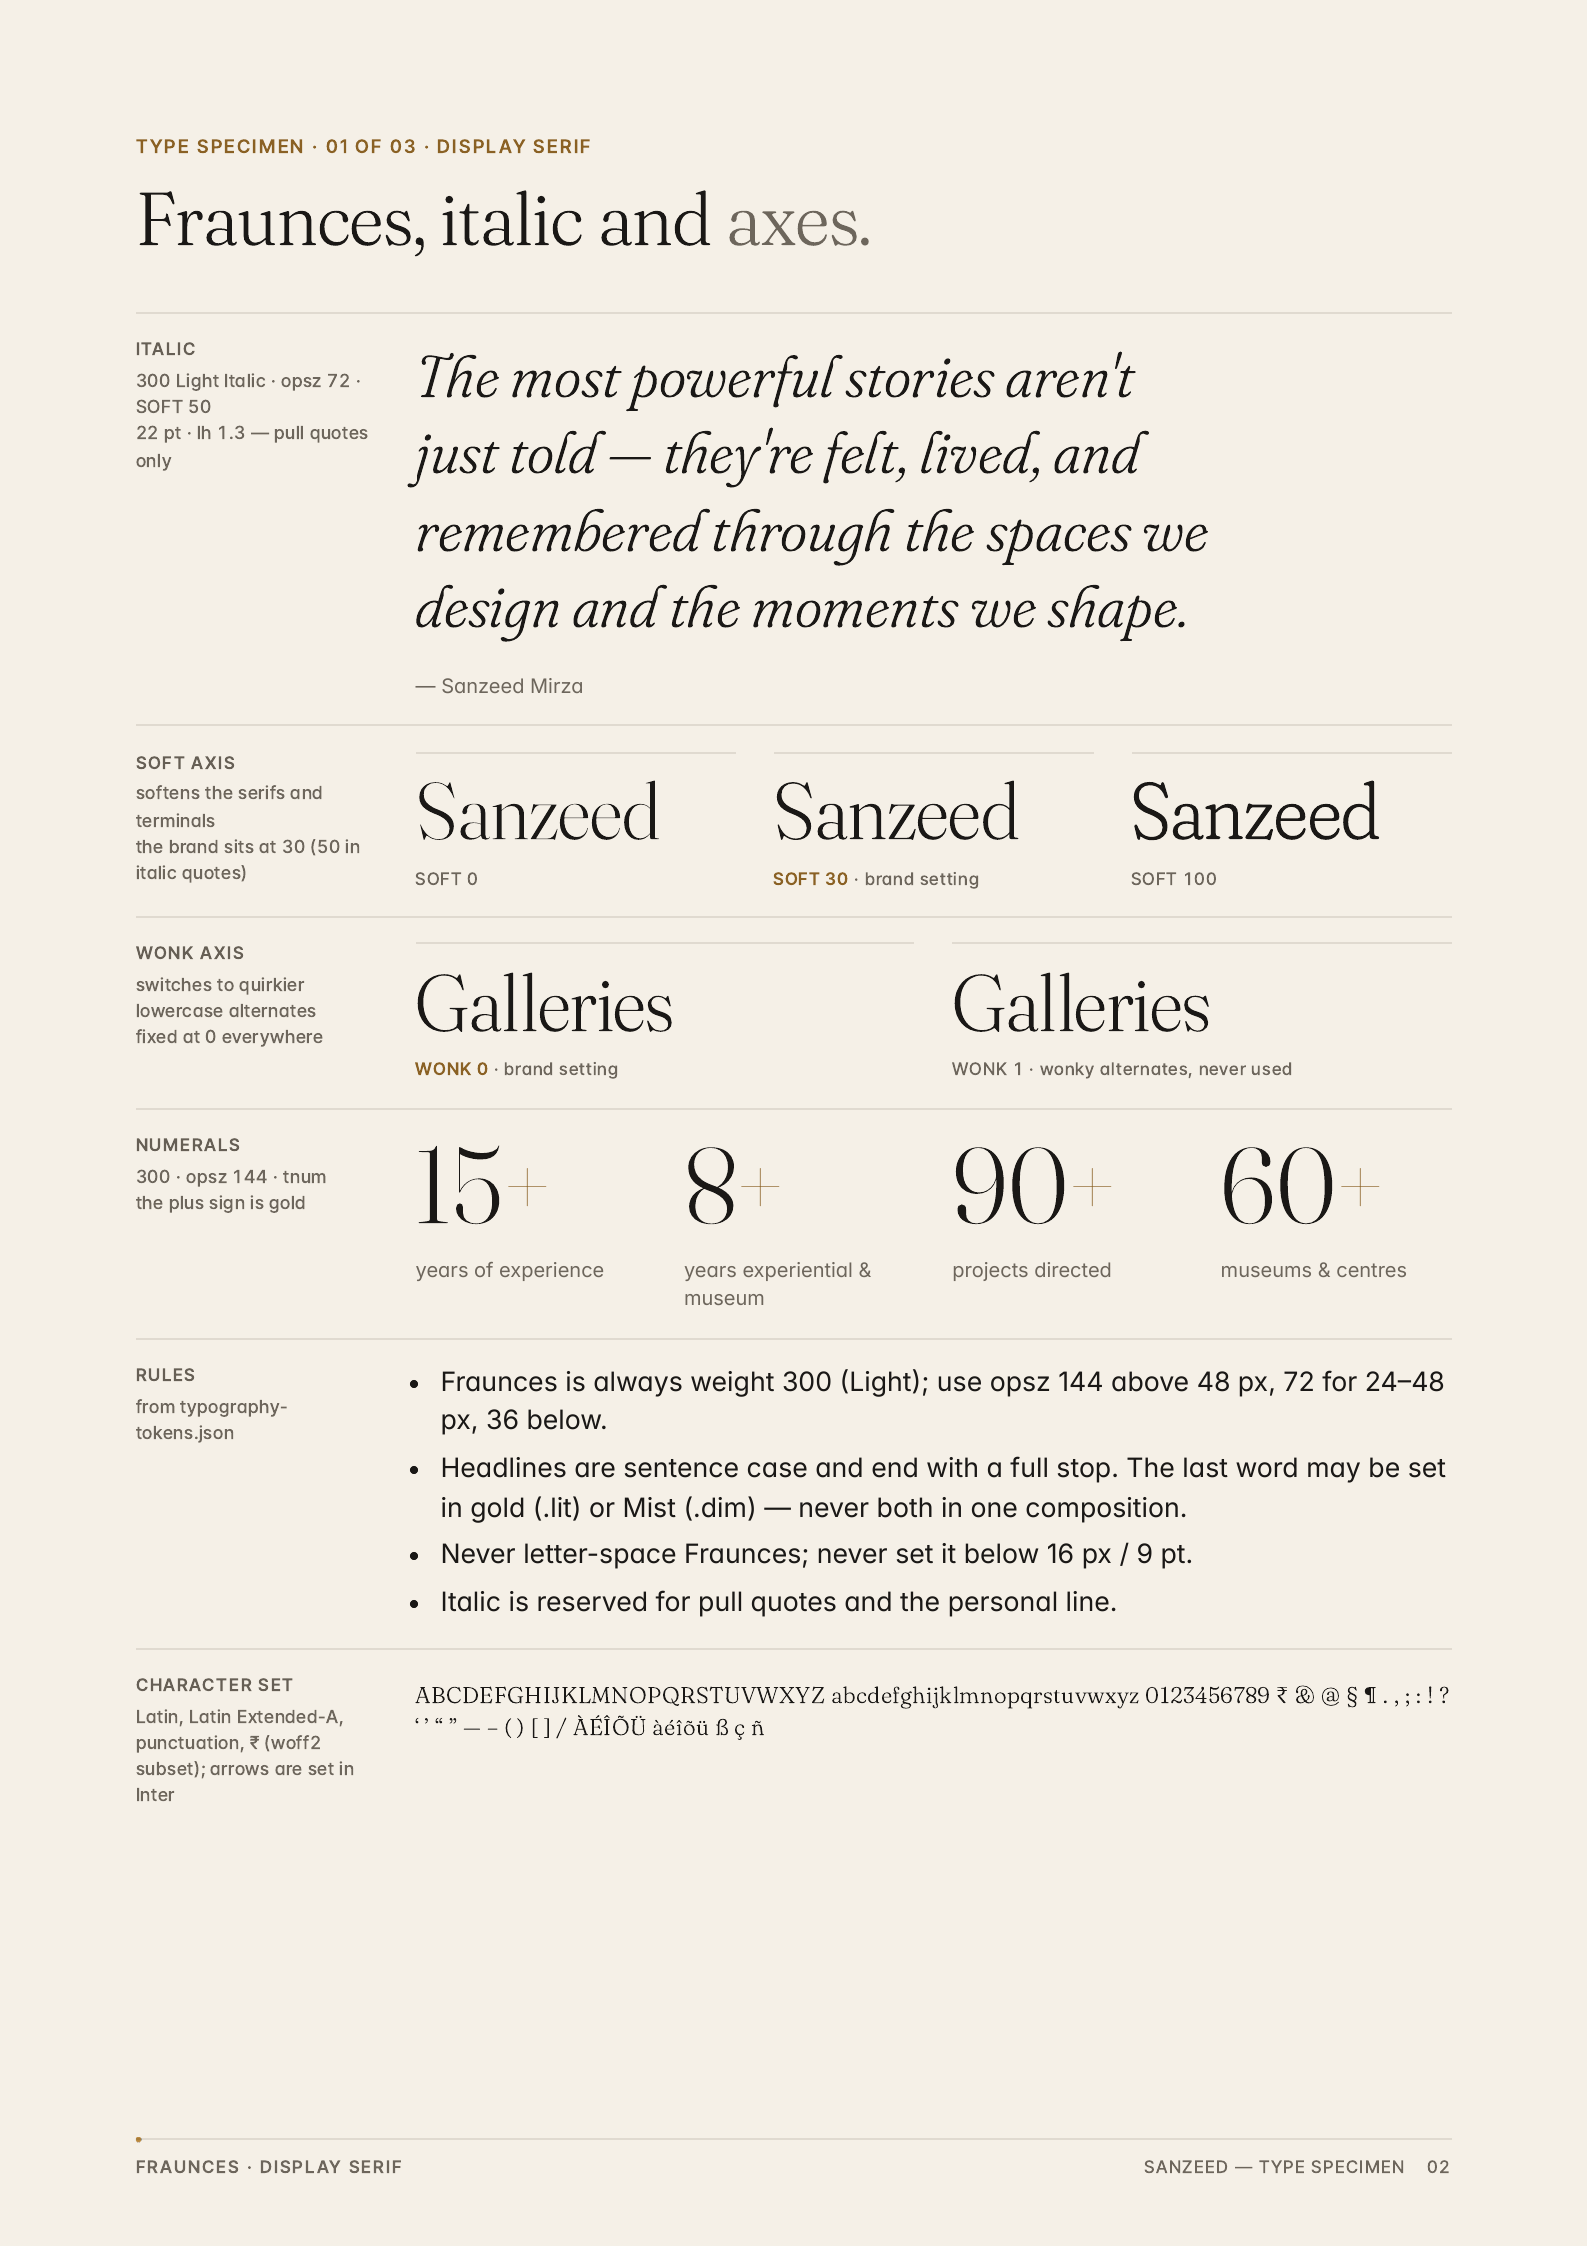 TYPE SPECIMEN · 01 OF 03 · DISPLAY SERIF
Fraunces, italic and axes.
ITALIC
300 Light Italic · opsz 72 ·
SOFT 50
22 pt · lh 1.3 — pull quotes
only
The most powerful stories aren't
just told — they're felt, lived, and
remembered through the spaces we
design and the moments we shape.
— Sanzeed Mirza
SOFT AXIS
softens the serifs and
terminals
the brand sits at 30 (50 in
italic quotes)
Sanzeed
SOFT 0
Sanzeed
SOFT 30 · brand setting
Sanzeed
SOFT 100
WONK AXIS
switches to quirkier
lowercase alternates
fixed at 0 everywhere
Galleries
WONK 0 · brand setting
Galleries
WONK 1 · wonky alternates, never used
NUMERALS
300 · opsz 144 · tnum
the plus sign is gold
15+
years of experience
8+
years experiential &
museum
90+
projects directed
60+
museums & centres
RULES
from typography-
tokens.json
• Fraunces is always weight 300 (Light); use opsz 144 above 48 px, 72 for 24–48
px, 36 below.
• Headlines are sentence case and end with a full stop. The last word may be set
in gold (.lit) or Mist (.dim) — never both in one composition.
• Never letter-space Fraunces; never set it below 16 px / 9 pt.
• Italic is reserved for pull quotes and the personal line.
CHARACTER SET
Latin, Latin Extended-A,
punctuation, ₹ (woff2
subset); arrows are set in
Inter
ABCDEFGHIJKLMNOPQRSTUVWXYZ abcdefghijklmnopqrstuvwxyz 0123456789 ₹ & @ § ¶ . , ; : ! ?
‘ ’ “ ” — – ( ) [ ] / ÀÉÎÕÜ àéîõü ß ç ñ
FRAUNCES · DISPLAY SERIF
SANZEED — TYPE SPECIMEN 02